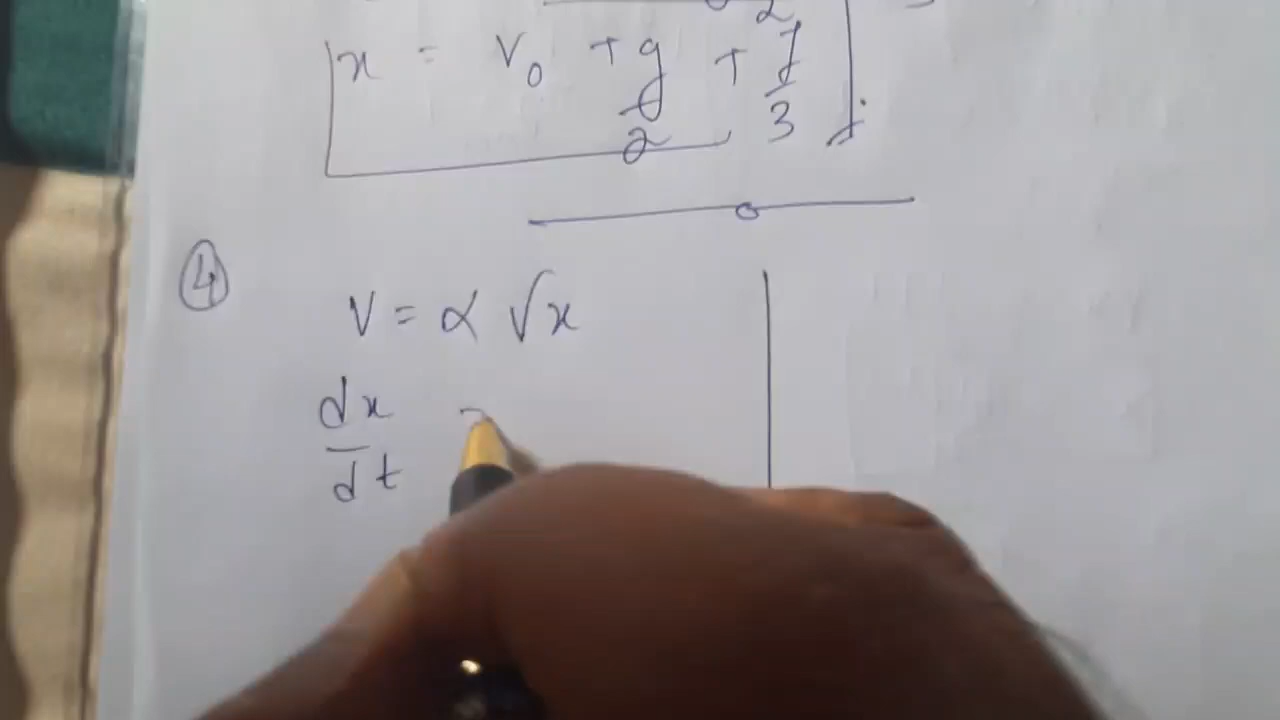 x = v₀ + g/2 + f/3
④
V = α √x
dx/dt =